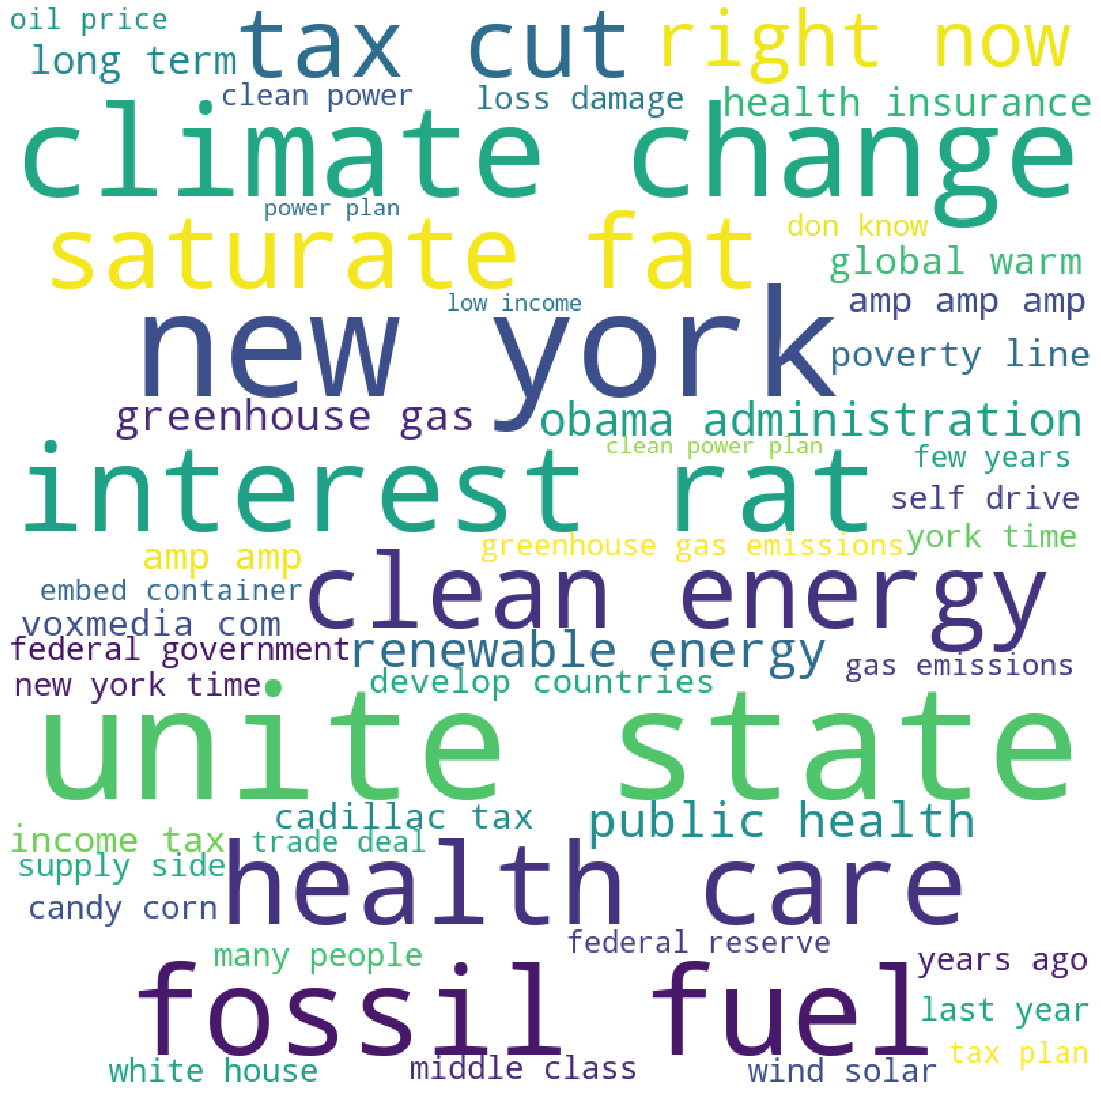 oil price
tax cut
right now
long term
clean power
loss damage
health insurance
climate change
power plan
saturate fat
don know
global warm
low income
amp amp amp
new york
poverty line
greenhouse gas
obama administration
clean power plan
interest rat
few years
self drive
york time
amp amp
greenhouse gas emissions
clean energy
embed container
voxmedia com
federal government
renewable energy
gas emissions
new york time
develop countries
unite state
cadillac tax
public health
income tax
trade deal
supply side
health care
candy corn
many people
federal reserve
years ago
fossil fuel
last year
tax plan
white house
middle class
wind solar